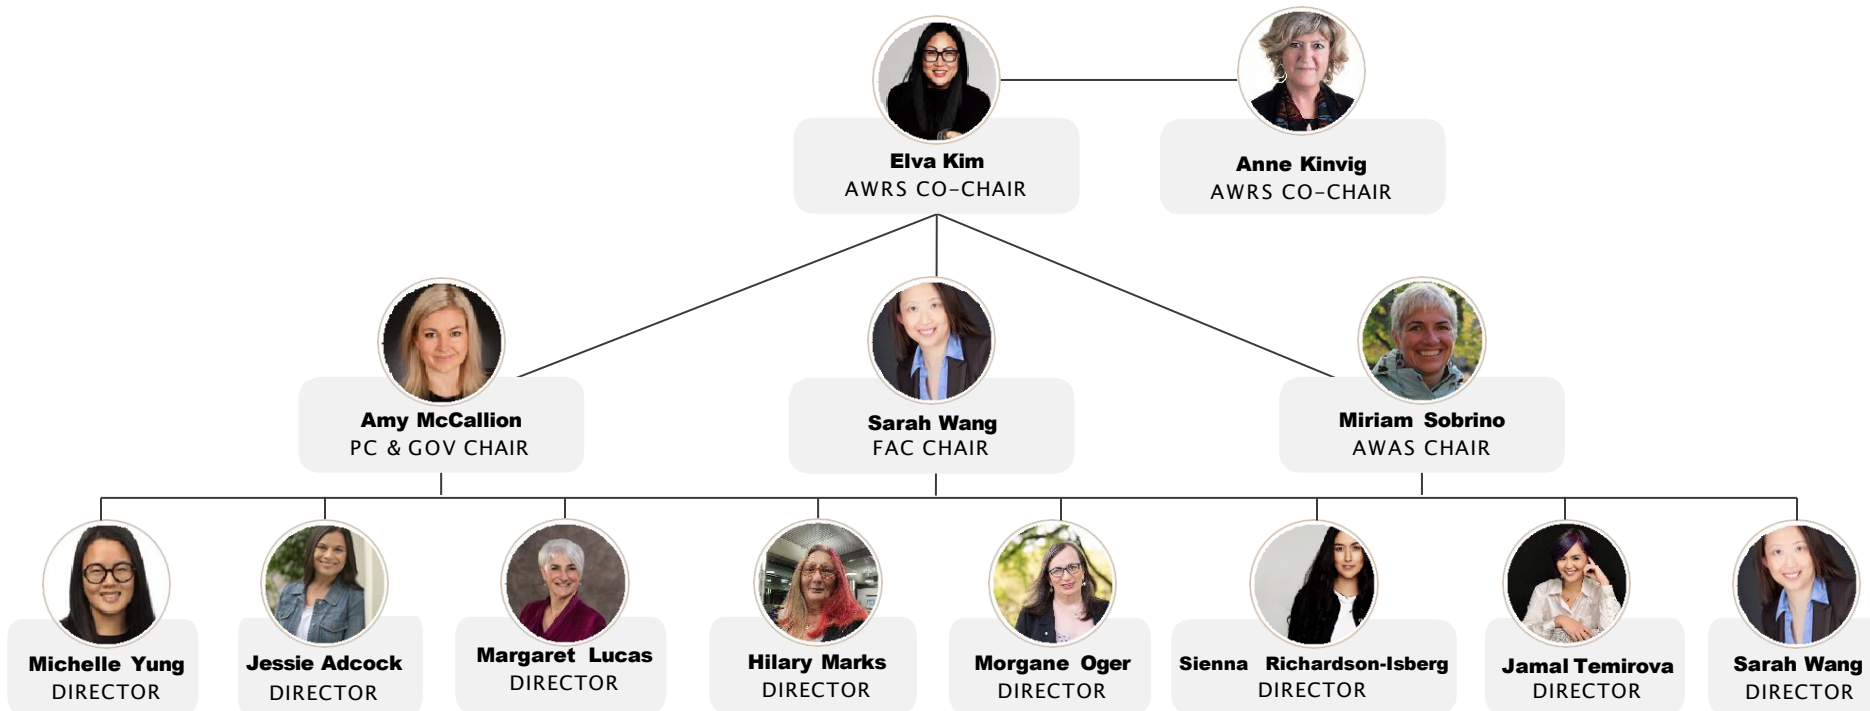 Elva Kim
AWRS CO-CHAIR
Anne Kinvig
AWRS CO-CHAIR
Amy McCallion
PC & GOV CHAIR
Sarah Wang
FAC CHAIR
Miriam Sobrino
AWAS CHAIR
Michelle Yung
DIRECTOR
Jessie Adcock
DIRECTOR
Margaret Lucas
DIRECTOR
Hilary Marks
DIRECTOR
Morgane Oger
DIRECTOR
Sienna Richardson-Isberg
DIRECTOR
Jamal Temirova
DIRECTOR
Sarah Wang
DIRECTOR